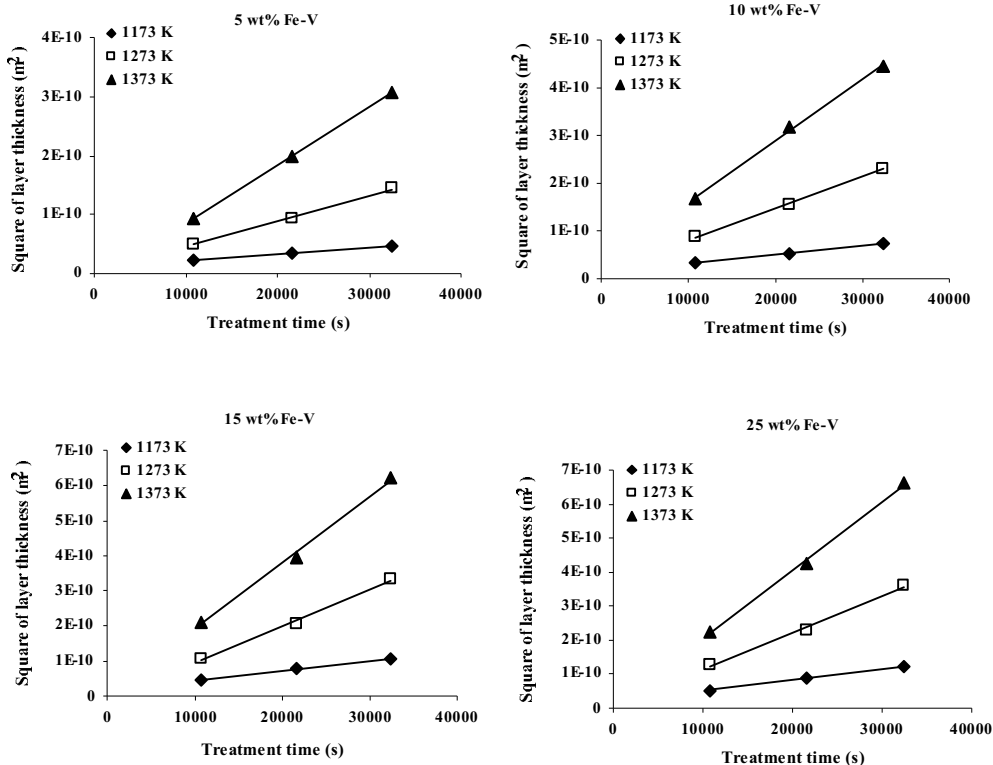 5 wt% Fe-V
Square of layer thickness (m²)
4E-10
3E-10
2E-10
1E-10
0
◆ 1173 K
□ 1273 K
▲ 1373 K
0 10000 20000 30000 40000
Treatment time (s)
10 wt% Fe-V
Square of layer thickness (m²)
5E-10
4E-10
3E-10
2E-10
1E-10
0
◆ 1173 K
□ 1273 K
▲ 1373 K
0 10000 20000 30000 40000
Treatment time (s)
15 wt% Fe-V
Square of layer thickness (m²)
7E-10
6E-10
5E-10
4E-10
3E-10
2E-10
1E-10
0
◆ 1173 K
□ 1273 K
▲ 1373 K
0 10000 20000 30000 40000
Treatment time (s)
25 wt% Fe-V
Square of layer thickness (m²)
7E-10
6E-10
5E-10
4E-10
3E-10
2E-10
1E-10
0
◆ 1173 K
□ 1273 K
▲ 1373 K
0 10000 20000 30000 40000
Treatment time (s)